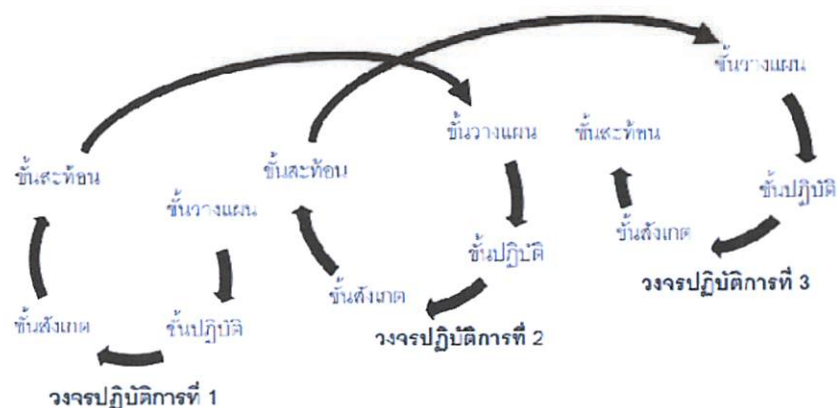 ขั้นวางแผน
ขั้นวางแผน
ขั้นสะท้อน
ขั้นสะท้อน
ขั้นสะท้อน
ขั้นวางแผน
ขั้นปฏิบัติ
ขั้นสังเกต
ขั้นปฏิบัติ
วงจรปฏิบัติการที่ 3
ขั้นสังเกต
ขั้นสังเกต
ขั้นปฏิบัติ
วงจรปฏิบัติการที่ 2
วงจรปฏิบัติการที่ 1